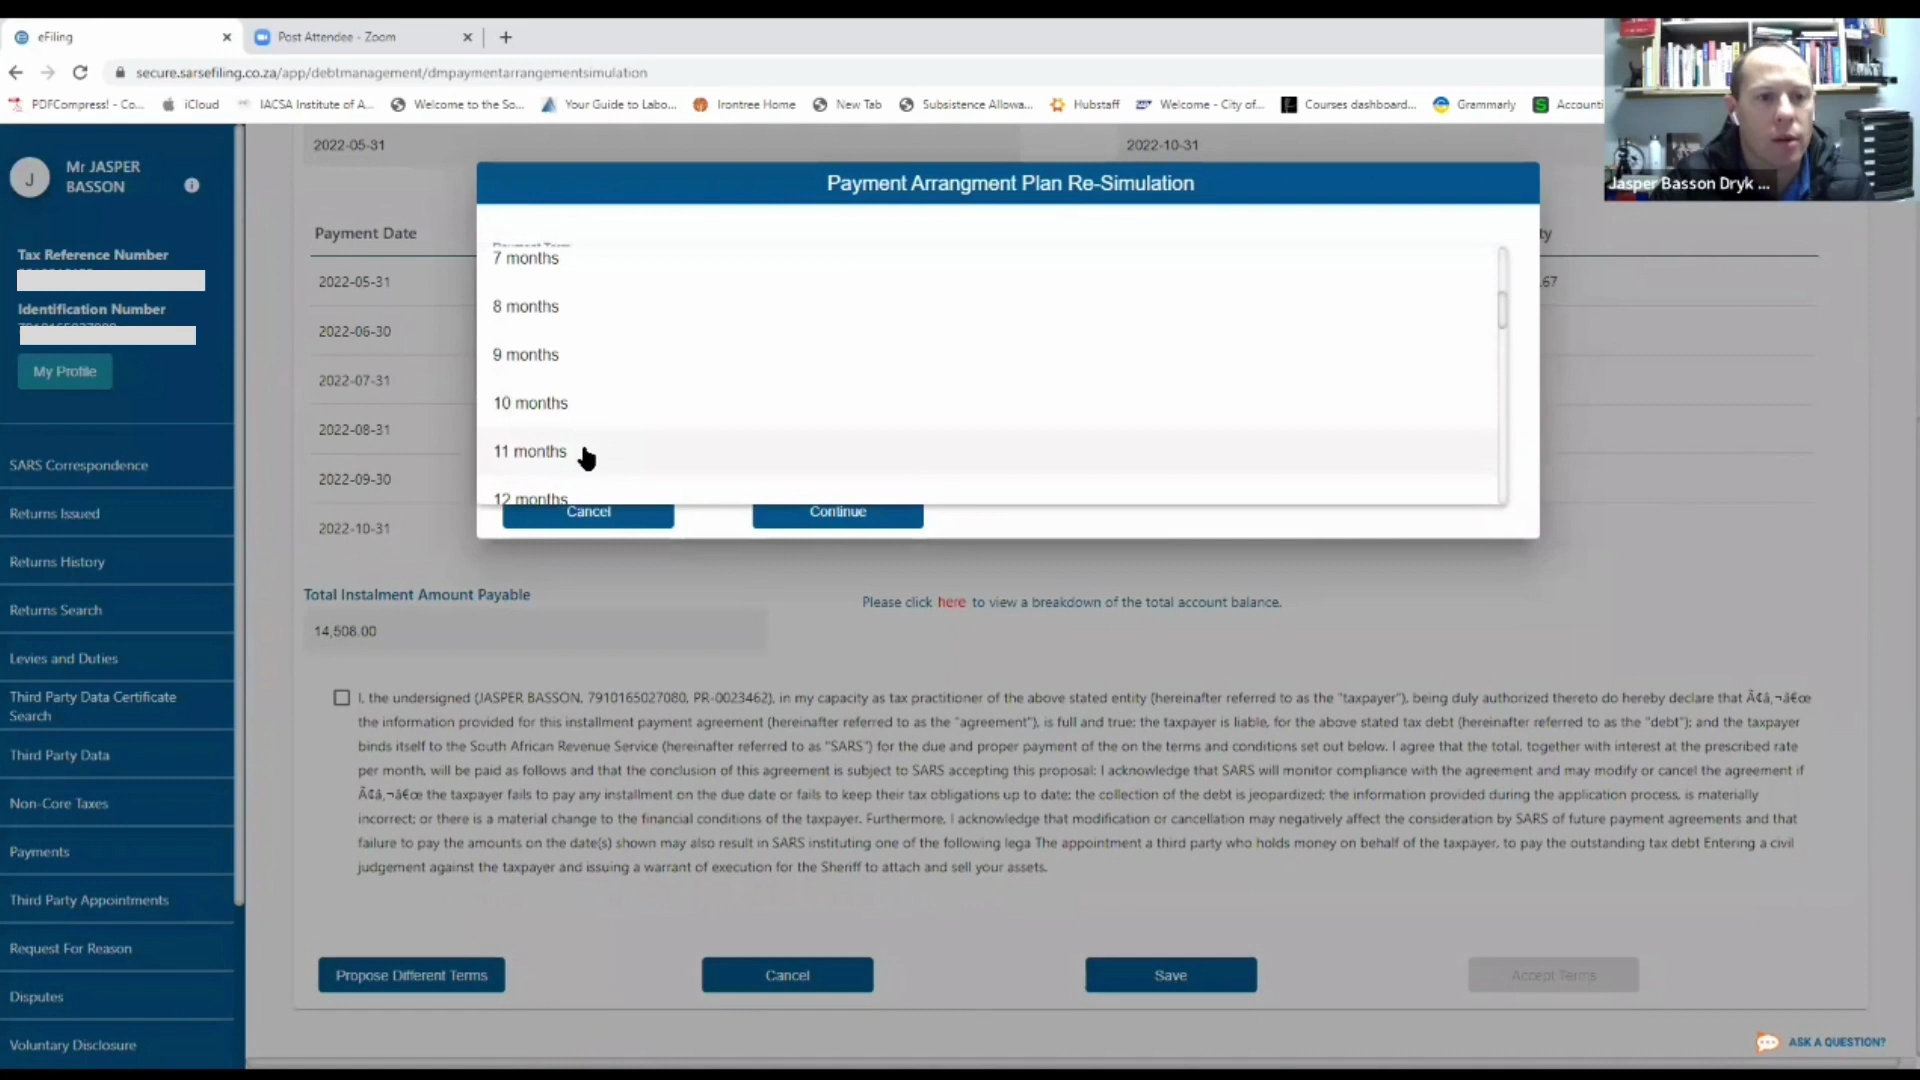 eFiling
Post Attendee - Zoom
secure.sarsefiling.co.za/app/debtmanagement/dmpaymentarrangementsimulation
PDFCompress! - Co... iCloud IACSA Institute of A... Welcome to the So... Your Guide to Labo... Irontree Home New Tab Subsistence Allowa... Hubstaff Welcome - City of... Courses dashboard... Grammarly Accounti
Jasper Basson Dryk ...
J
Mr JASPER
BASSON
Tax Reference Number
Identification Number
My Profile
SARS Correspondence
Returns Issued
Returns History
Returns Search
Levies and Duties
Third Party Data Certificate
Search
Third Party Data
Non-Core Taxes
Payments
Third Party Appointments
Request For Reason
Disputes
Voluntary Disclosure
2022-05-31 2022-10-31
Payment Arrangment Plan Re-Simulation
Payment Date
ty
2022-05-31
.67
2022-06-30
2022-07-31
2022-08-31
2022-09-30
2022-10-31
Payment Term
7 months
8 months
9 months
10 months
11 months
12 months
Cancel Continue
Total Instalment Amount Payable
14,508.00
Please click here to view a breakdown of the total account balance.
I, the undersigned (JASPER BASSON, 7910165027080, PR-0023462), in my capacity as tax practitioner of the above stated entity (hereinafter referred to as the "taxpayer"), being duly authorized thereto do hereby declare that Ã¢â‚¬â€œ
the information provided for this installment payment agreement (hereinafter referred to as the "agreement"), is full and true; the taxpayer is liable, for the above stated tax debt (hereinafter referred to as the "debt"); and the taxpayer
binds itself to the South African Revenue Service (hereinafter referred to as "SARS") for the due and proper payment of the on the terms and conditions set out below. I agree that the total, together with interest at the prescribed rate
per month, will be paid as follows and that the conclusion of this agreement is subject to SARS accepting this proposal; I acknowledge that SARS will monitor compliance with the agreement and may modify or cancel the agreement if
Ã¢â‚¬â€œ the taxpayer fails to pay any installment on the due date or fails to keep their tax obligations up to date; the collection of the debt is jeopardized; the information provided during the application process, is materially
incorrect; or there is a material change to the financial conditions of the taxpayer. Furthermore, I acknowledge that modification or cancellation may negatively affect the consideration by SARS of future payment agreements and that
failure to pay the amounts on the date(s) shown may also result in SARS instituting one of the following lega The appointment a third party who holds money on behalf of the taxpayer, to pay the outstanding tax debt Entering a civil
judgement against the taxpayer and issuing a warrant of execution for the Sheriff to attach and sell your assets.
Propose Different Terms Cancel Save Accept Terms
ASK A QUESTION?